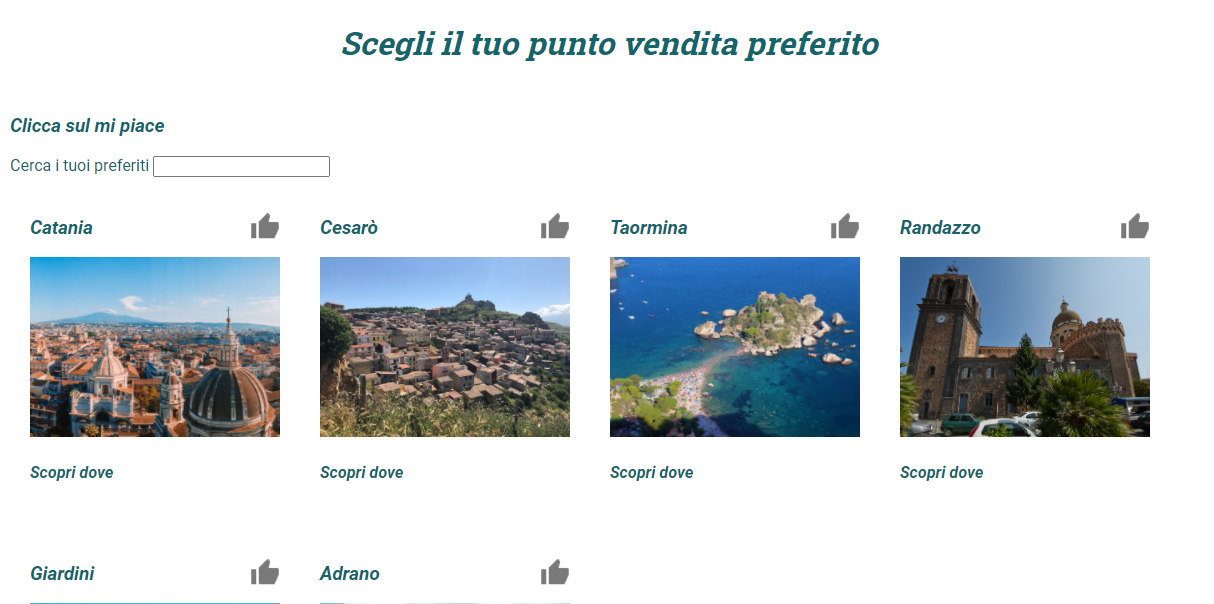 Scegli il tuo punto vendita preferito
Clicca sul mi piace
Cerca i tuoi preferiti
Catania
Cesarò
Taormina
Randazzo
Scopri dove
Scopri dove
Scopri dove
Scopri dove
Giardini
Adrano